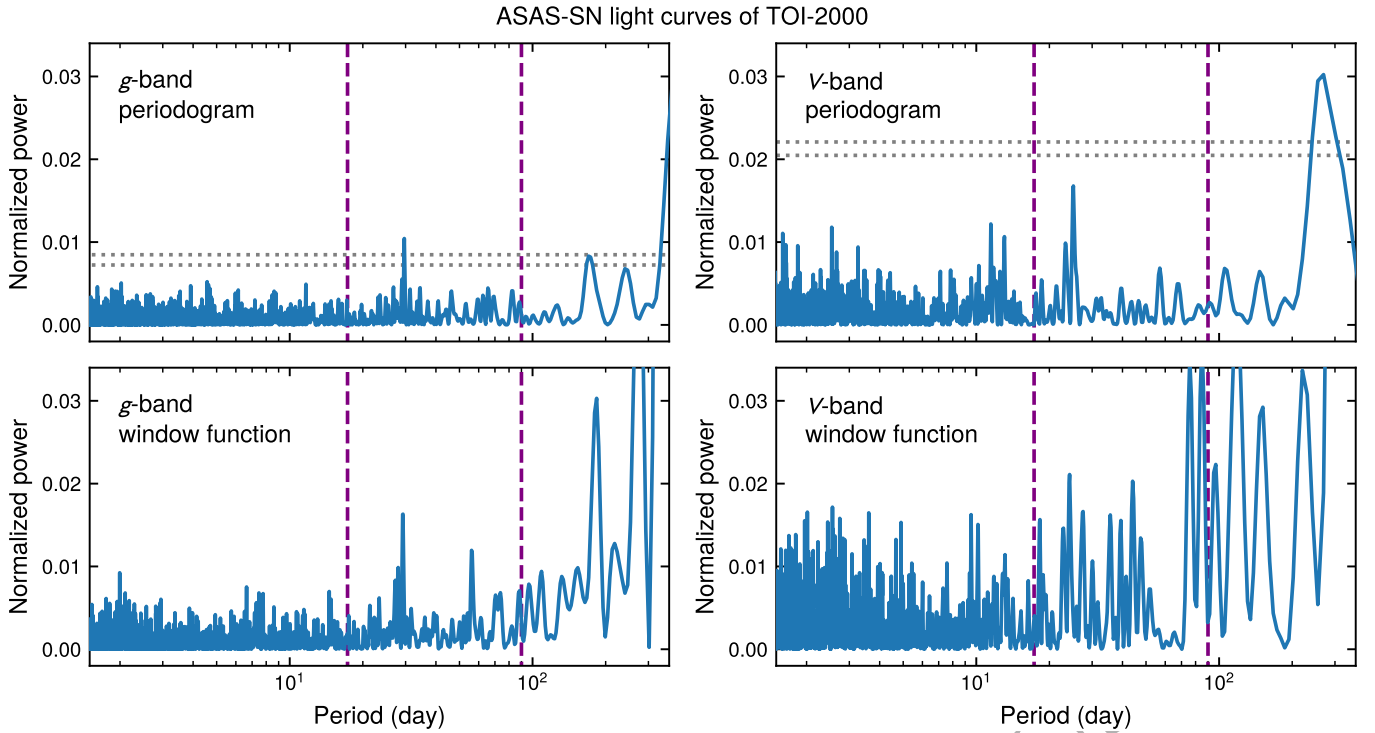 ASAS-SN light curves of TOI-2000
g-band
periodogram
Normalized power
0.03
0.02
0.01
0.00
V-band
periodogram
Normalized power
0.03
0.02
0.01
0.00
g-band
window function
Normalized power
0.03
0.02
0.01
0.00
10¹
10²
Period (day)
V-band
window function
Normalized power
0.03
0.02
0.01
0.00
10¹
10²
Period (day)